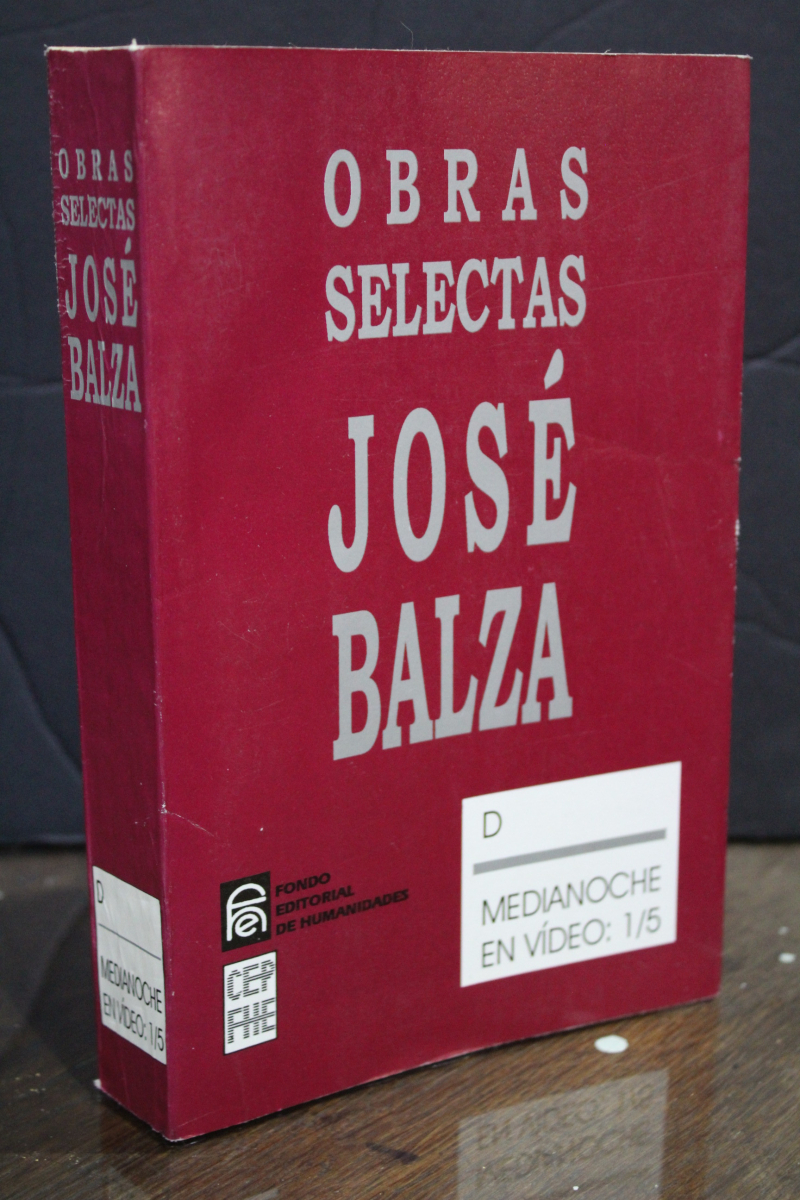 OBRAS
SELECTAS
JOSÉ
BALZA
D
MEDIANOCHE
EN VÍDEO: 1/5
OBRAS
SELECTAS
JOSÉ
BALZA
FONDO
EDITORIAL
DE HUMANIDADES
CEP
FHE
D
MEDIANOCHE
EN VÍDEO: 1/5